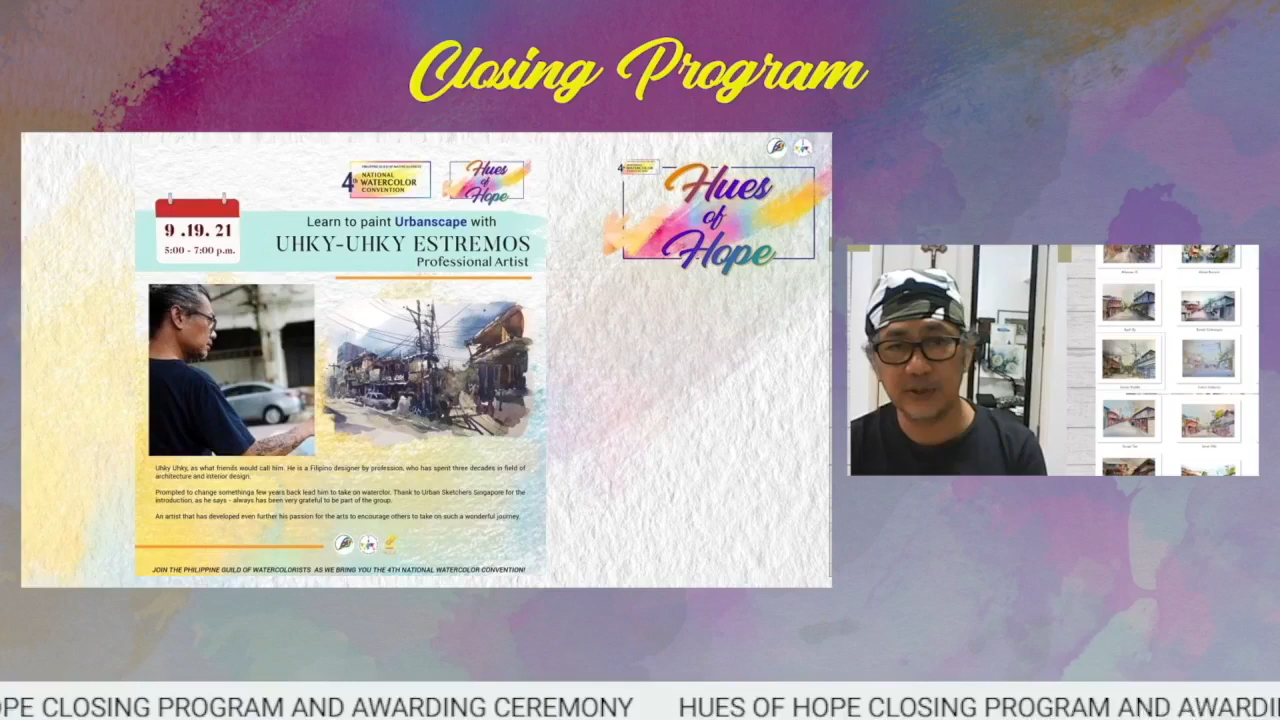 Closing Program
4th NATIONAL
WATERCOLOR
CONVENTION
Hues
of
Hope
9 .19. 21
5:00 - 7:00 p.m.
Learn to paint Urbanscape with
UHKY-UHKY ESTREMOS
Professional Artist
Uhky Uhky, as what friends would call him. He is a Filipino designer by profession, who has spent three decades in field of
architecture and interior design.
Prompted to change somethinga few years back lead him to take on waterclor. Thank to Urban Sketchers Singapore for the
introduction, as he says - always has been very grateful to be part of the group.
An artist that has developed even further his passion for the arts to encourage others to take on such a wonderful journey.
JOIN THE PHILIPPINE GUILD OF WATERCOLORISTS AS WE BRING YOU THE 4TH NATIONAL WATERCOLOR CONVENTION!
Hues
of
Hope
OPE CLOSING PROGRAM AND AWARDING CEREMONY HUES OF HOPE CLOSING PROGRAM AND AWARDI